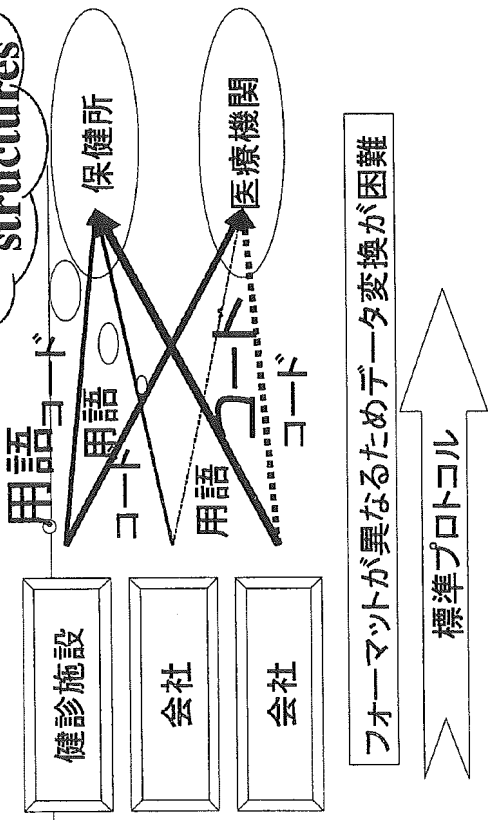 structures
用語
コード
用語
コード
用語
コード
コード
健診施設
会社
会社
保健所
医療機関
フォーマットが異なるためデータ変換が困難
標準プロトコル